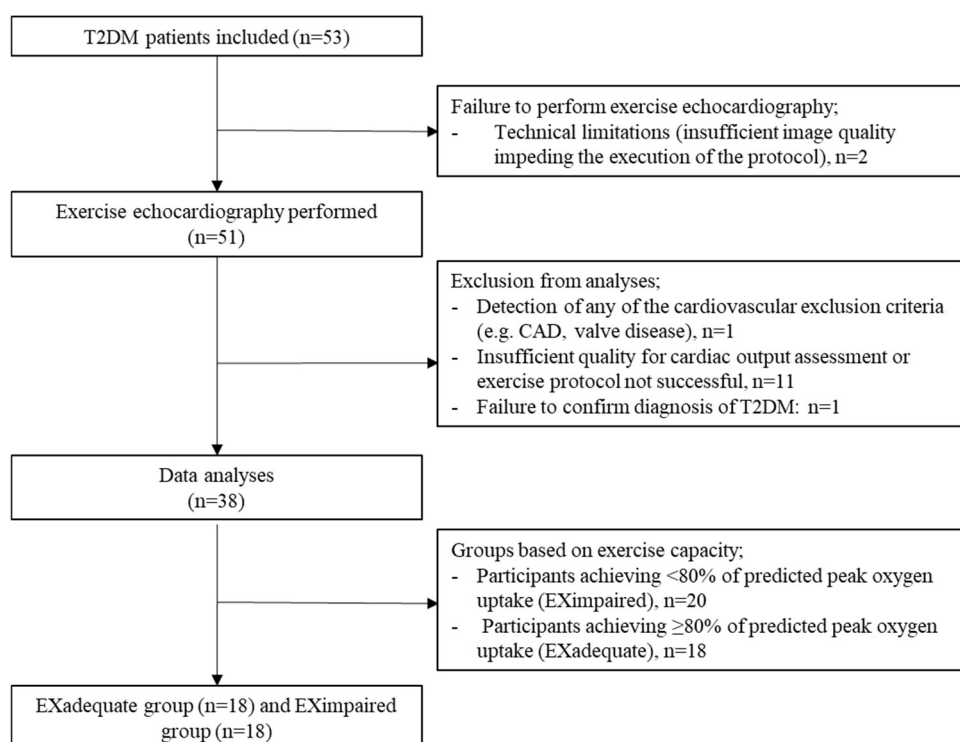 T2DM patients included (n=53)
Failure to perform exercise echocardiography;
- Technical limitations (insufficient image quality
impeding the execution of the protocol), n=2
Exercise echocardiography performed
(n=51)
Exclusion from analyses;
- Detection of any of the cardiovascular exclusion criteria
(e.g. CAD, valve disease), n=1
- Insufficient quality for cardiac output assessment or
exercise protocol not successful, n=11
- Failure to confirm diagnosis of T2DM: n=1
Data analyses
(n=38)
Groups based on exercise capacity;
- Participants achieving <80% of predicted peak oxygen
uptake (EXimpaired), n=20
- Participants achieving ≥80% of predicted peak oxygen
uptake (EXadequate), n=18
EXadequate group (n=18) and EXimpaired
group (n=18)